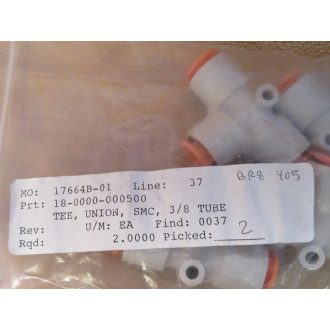 MO: 17664B-01 Line: 37 BR8 405
Prt: 18-0000-000500
TEE, UNION, SMC, 3/8 TUBE
Rev: U/M: EA Find: 0037
Rqd: 2.0000 Picked: 2